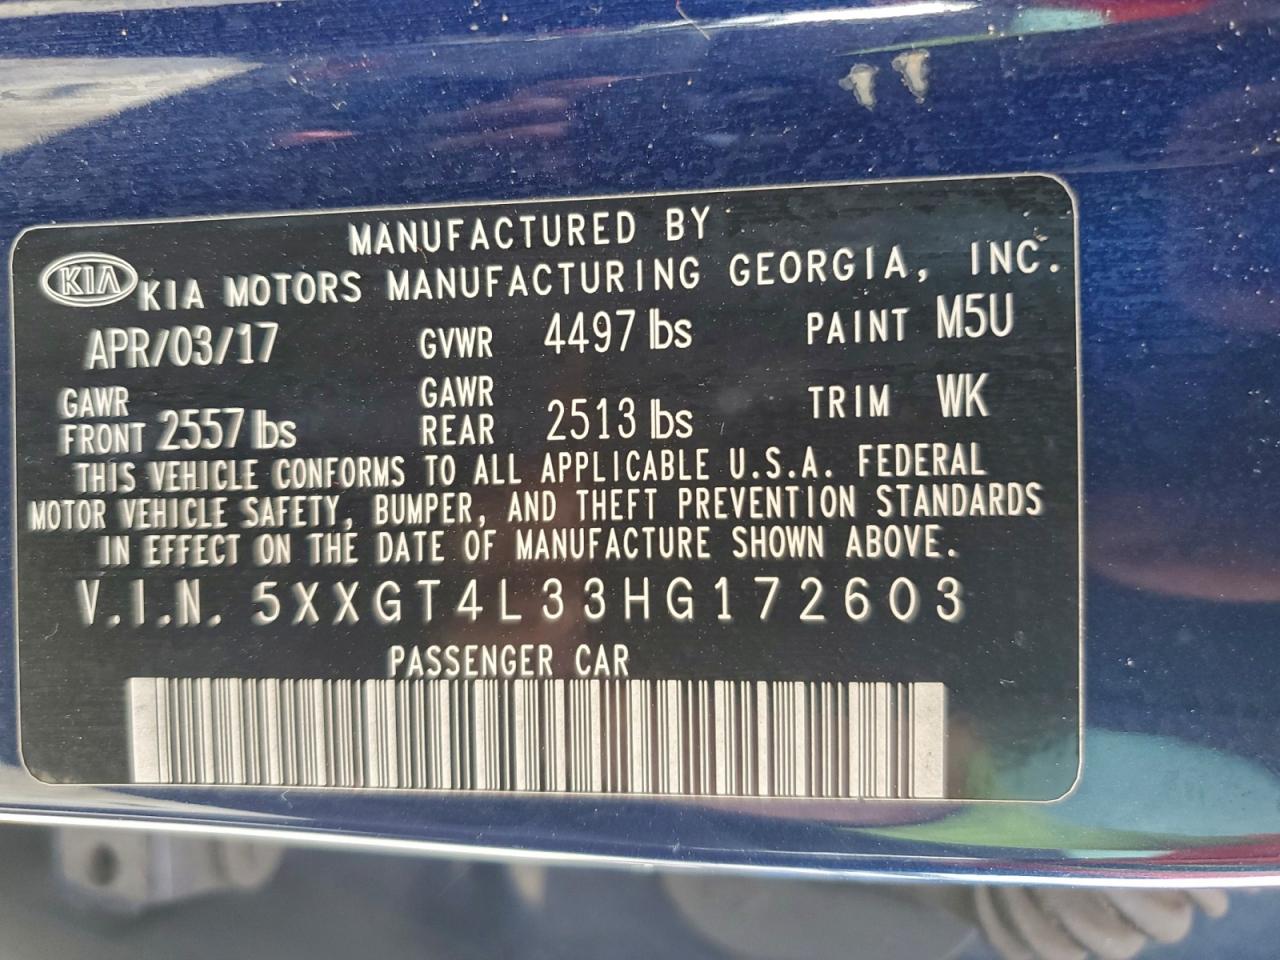 MANUFACTURED BY
KIA KIA MOTORS MANUFACTURING GEORGIA, INC.
APR/03/17 GVWR 4497 lbs PAINT M5U
GAWR FRONT 2557 lbs GAWR REAR 2513 lbs TRIM WK
THIS VEHICLE CONFORMS TO ALL APPLICABLE U.S.A. FEDERAL
MOTOR VEHICLE SAFETY, BUMPER, AND THEFT PREVENTION STANDARDS
IN EFFECT ON THE DATE OF MANUFACTURE SHOWN ABOVE.
V.I.N. 5XXGT4L33HG172603
PASSENGER CAR